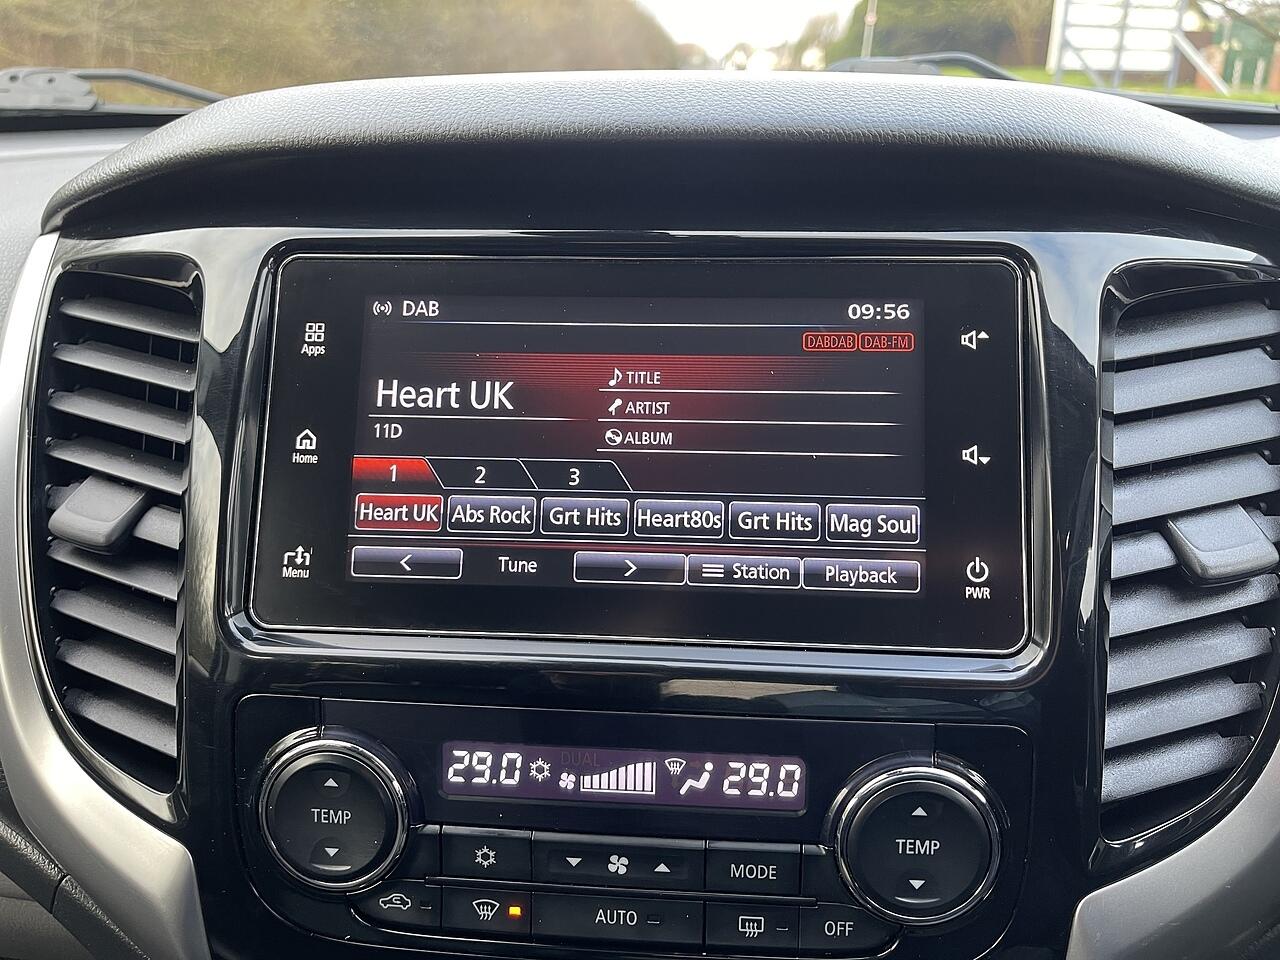 DAB
09:56
DABDAB DAB-FM
Apps
Heart UK
11D
TITLE
ARTIST
ALBUM
Home
1 2 3
Heart UK Abs Rock Grt Hits Heart80s Grt Hits Mag Soul
< Tune > Station Playback
Menu
PWR
29.0 DUAL 29.0
TEMP
TEMP
MODE
AUTO
OFF